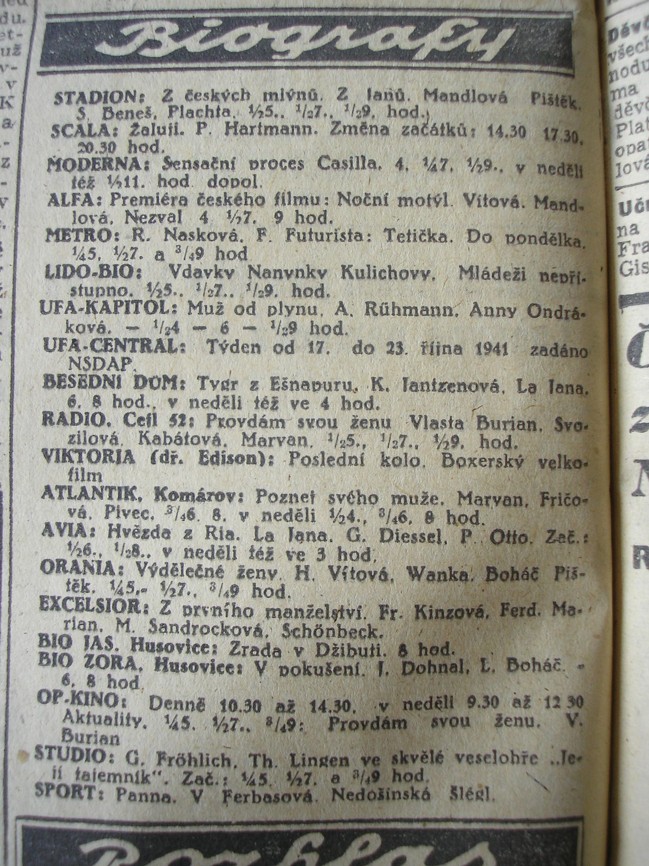 Biografy
STADION: Z českých mlýnů. Z Janů. Mandlová Pištěk.
S. Beneš, Plachta. ½5., ½7., ½9. hod.
SCALA: Žaluji. P. Hartmann. Změna začátků: 14.30 17.30,
20.30 hod.
MODERNA: Sensační proces Casilla. 4, ¼7, ½9., v neděli
též ½11. hod dopol.
ALFA: Premiéra českého filmu: Noční motýl. Vítová. Mand-
lová. Nezval 4 ½7. 9 hod.
METRO: R. Nasková. F. Futurista: Tetička. Do pondělka.
¼5, ½7. a ¾9 hod
LIDO-BIO: Vdavky Nanynky Kulichovy. Mládeži nepří-
stupno. ½5., ½7., ½9. hod.
UFA-KAPITOL: Muž od plynu. A. Rühmann. Anny Ondrá-
ková. — ½4 — 6 — ½9 hod.
UFA-CENTRAL: Týden od 17. do 23. října 1941 zadáno
NSDAP.
BESEDNÍ DŮM: Tygr z Ešnapuru. K. Jantzenová. La Jana.
6. 8 hod., v neděli též ve 4 hod.
RADIO. Cejl 52: Provdám svou ženu Vlasta Burian. Svo-
zilová. Kabátová. Marvan. ½5., ½7., ½9. hod.
VIKTORIA (dř. Edison): Poslední kolo. Boxerský velko-
film
ATLANTIK, Komárov: Poznej svého muže. Marvan. Fričo-
vá. Pivec. ¾6. 8. v neděli ½4., ¾6. 8 hod.
AVIA: Hvězda z Ria. La Jana. G. Diessel, P. Otto. Zač.:
½6., ½8., v neděli též ve 3 hod.
ORANIA: Výdělečné ženy. H. Vítová, Wanka. Boháč Piš-
těk. ¼5.- ½7., ¾9 hod.
EXCELSIOR: Z prvního manželství. Fr. Kinzová, Ferd. Ma-
rian, M. Sandrocková, Schönbeck.
BIO JAS, Husovice: Zrada v Džibuti. 8 hod.
BIO ZORA, Husovice: V pokušení. J. Dohnal, L. Boháč. -
6, 8 hod
OP-KINO: Denně 10.30 až 14.30, v neděli 9.30 až 12 30
Aktuality. ¼5. ½7., ¾9: Provdám svou ženu. V.
Burian
STUDIO: G. Fröhlich, Th. Lingen ve skvělé veselohře „Je-
jí tajemník“. Zač.: ¼5, ½7. a ¾9 hod.
SPORT: Panna. V Ferbasová. Nedošínská Šlégl.
Rozhlas